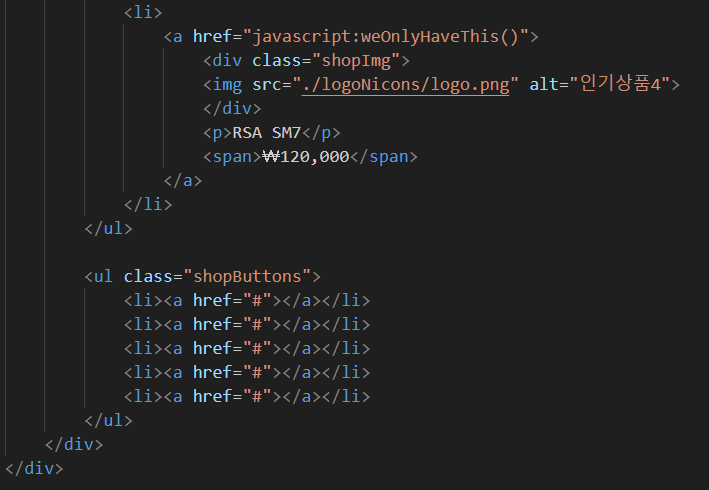 <li>
<a href="javascript:weOnlyHaveThis()">
<div class="shopImg">
<img src="./logoNicons/logo.png" alt="인기상품4">
</div>
<p>RSA SM7</p>
<span>₩120,000</span>
</a>
</li>
</ul>
<ul class="shopButtons">
<li><a href="#"></a></li>
<li><a href="#"></a></li>
<li><a href="#"></a></li>
<li><a href="#"></a></li>
<li><a href="#"></a></li>
</ul>
</div>
</div>